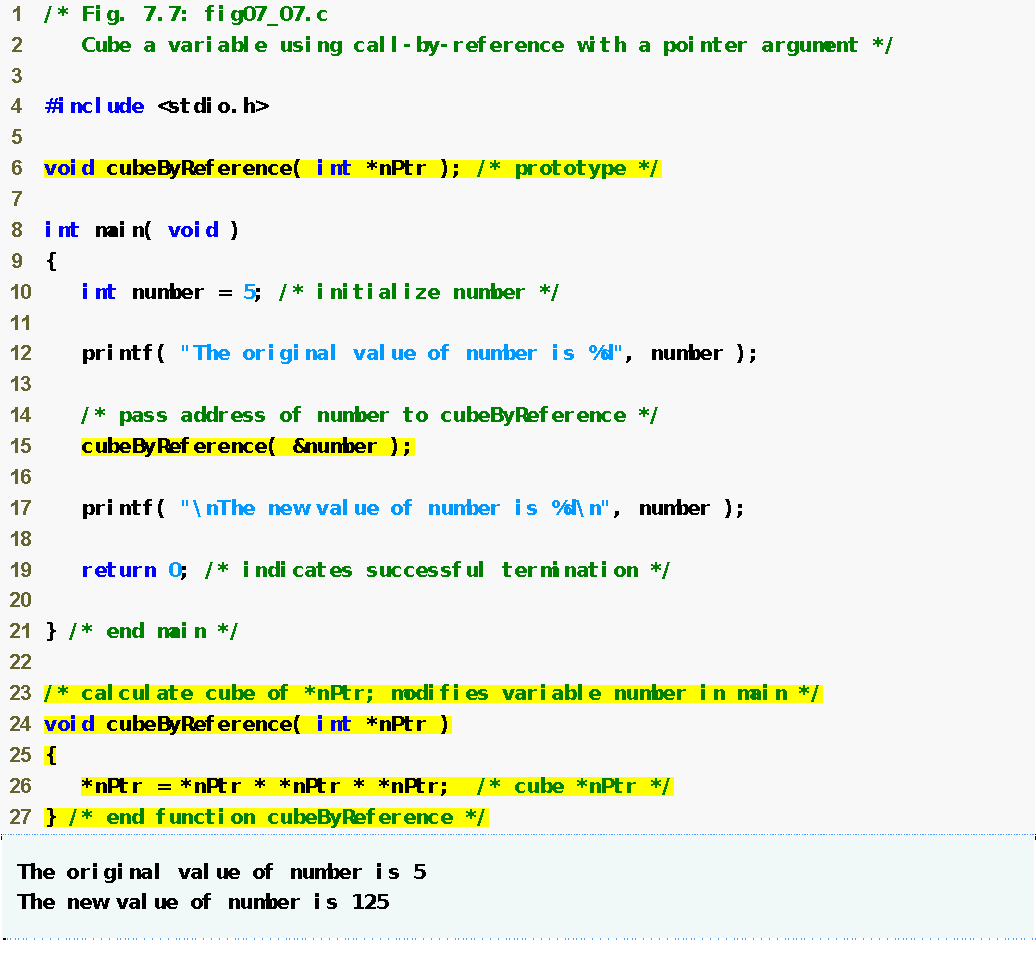 1 /* Fig. 7.7: fig07_07.c
2 Cube a variable using call-by-reference with a pointer argument */
3
4 #include <stdio.h>
5
6 void cubeByReference( int *nPtr ); /* prototype */
7
8 int main( void )
9 {
10 int number = 5; /* initialize number */
11
12 printf( "The original value of number is %d", number );
13
14 /* pass address of number to cubeByReference */
15 cubeByReference( &number );
16
17 printf( "\nThe new value of number is %d\n", number );
18
19 return 0; /* indicates successful termination */
20
21 } /* end main */
22
23 /* calculate cube of *nPtr; modifies variable number in main */
24 void cubeByReference( int *nPtr )
25 {
26 *nPtr = *nPtr * *nPtr * *nPtr; /* cube *nPtr */
27 } /* end function cubeByReference */
The original value of number is 5
The new value of number is 125